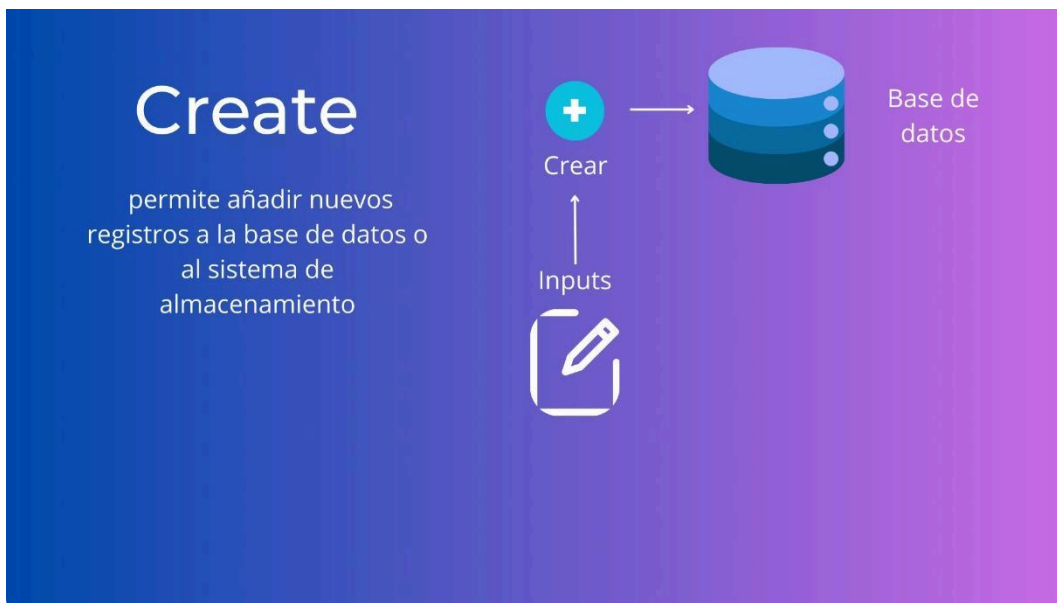 Create
permite añadir nuevos
registros a la base de datos o
al sistema de
almacenamiento
Crear
Inputs
Base de
datos